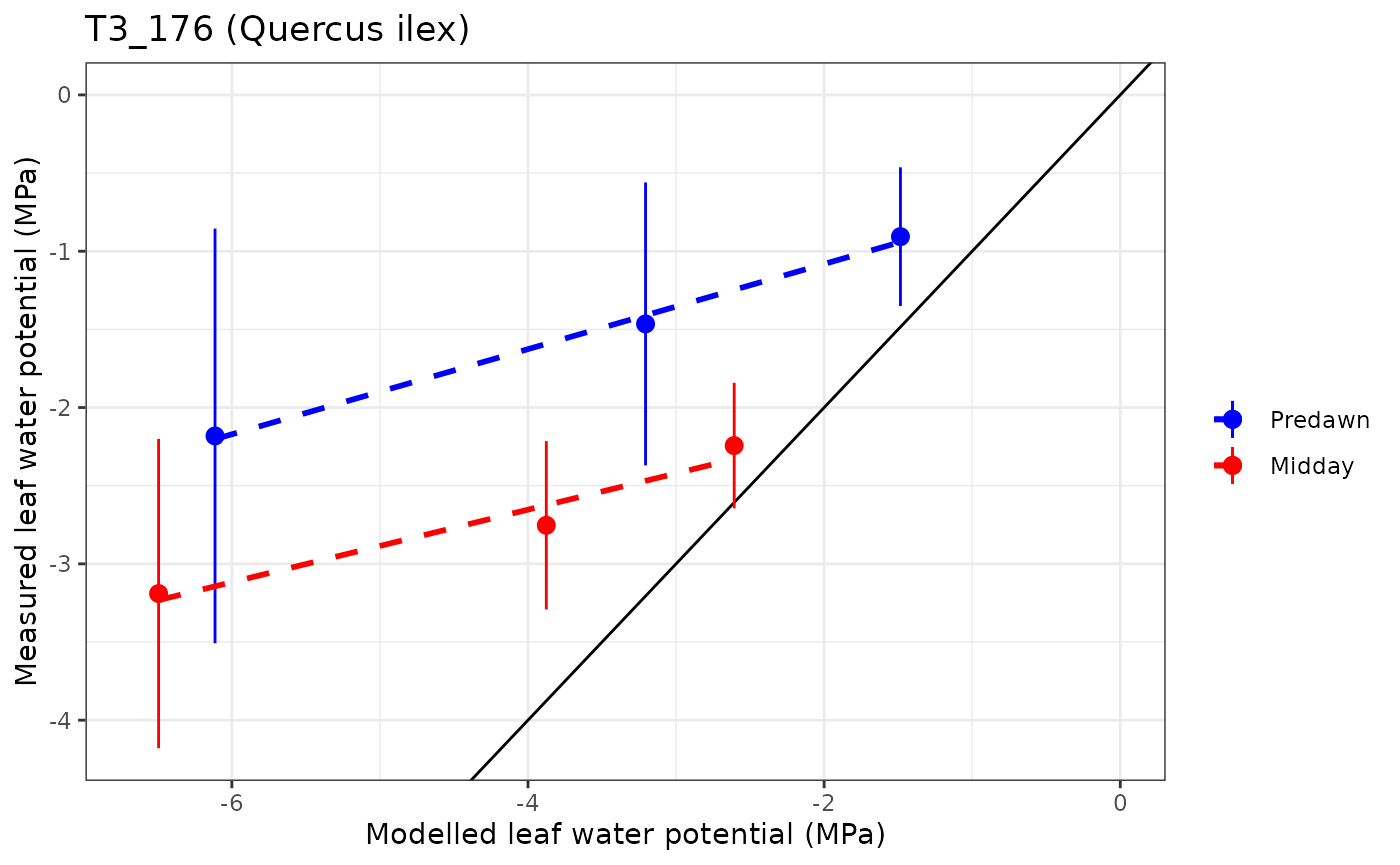 T3_176 (Quercus ilex)
Measured leaf water potential (MPa)
0
-1
-2
-3
-4
-6
-4
-2
0
Modelled leaf water potential (MPa)
Predawn
Midday